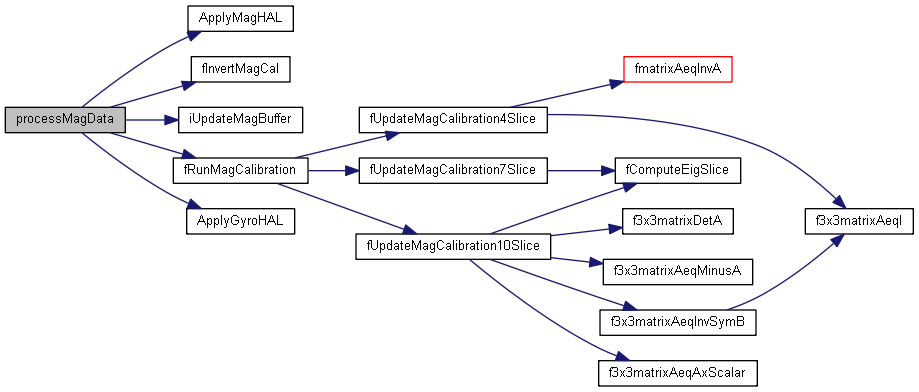 processMagData
ApplyMagHAL
fInvertMagCal
iUpdateMagBuffer
fRunMagCalibration
ApplyGyroHAL
fUpdateMagCalibration4Slice
fUpdateMagCalibration7Slice
fUpdateMagCalibration10Slice
fmatrixAeqInvA
fComputeEigSlice
f3x3matrixDetA
f3x3matrixAeqMinusA
f3x3matrixAeqInvSymB
f3x3matrixAeqAxScalar
f3x3matrixAeqI